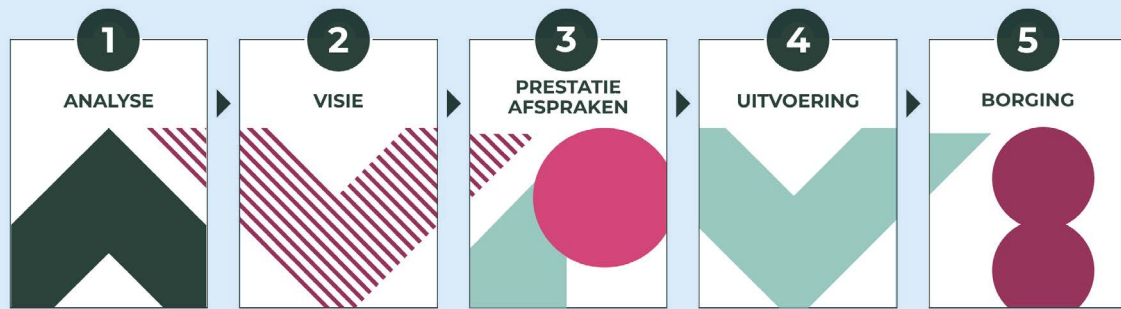 1
ANALYSE
2
VISIE
3
PRESTATIE
AFSPRAKEN
4
UITVOERING
5
BORGING